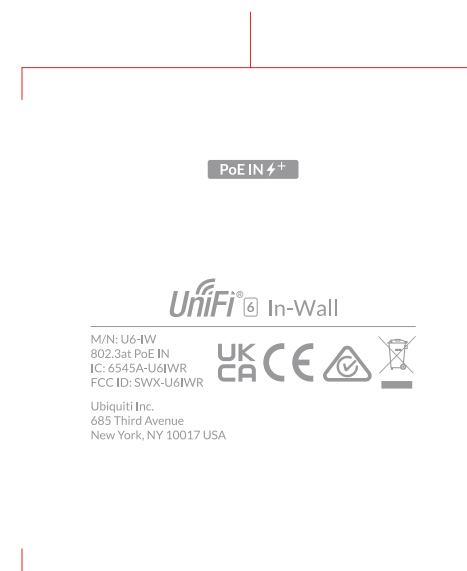 PoE IN ⚡+
UniFi® 6 In-Wall
M/N: U6-IW
802.3at PoE IN
IC: 6545A-U6IWR
FCC ID: SWX-U6IWR
UK
CA CE
Ubiquiti Inc.
685 Third Avenue
New York, NY 10017 USA